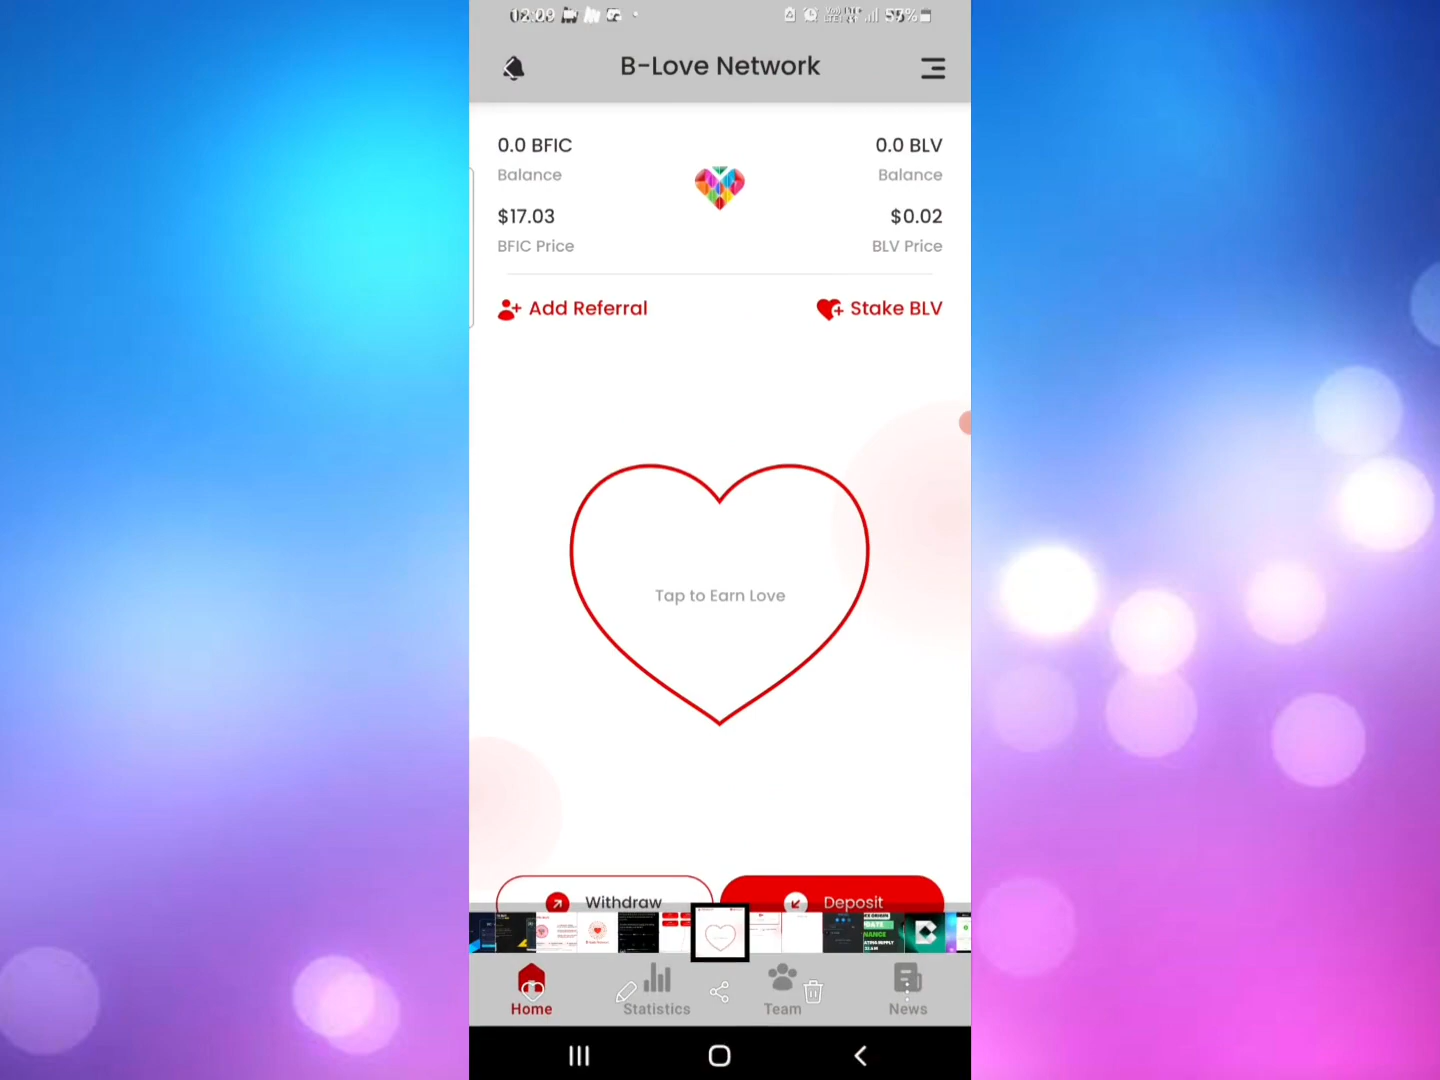 B-Love Network
0.0 BFIC
0.0 BLV
Balance
Balance
$17.03
$0.02
BFIC Price
BLV Price
Add Referral
Stake BLV
Tap to Earn Love
Withdraw
Deposit
Home
Statistics
Team
News